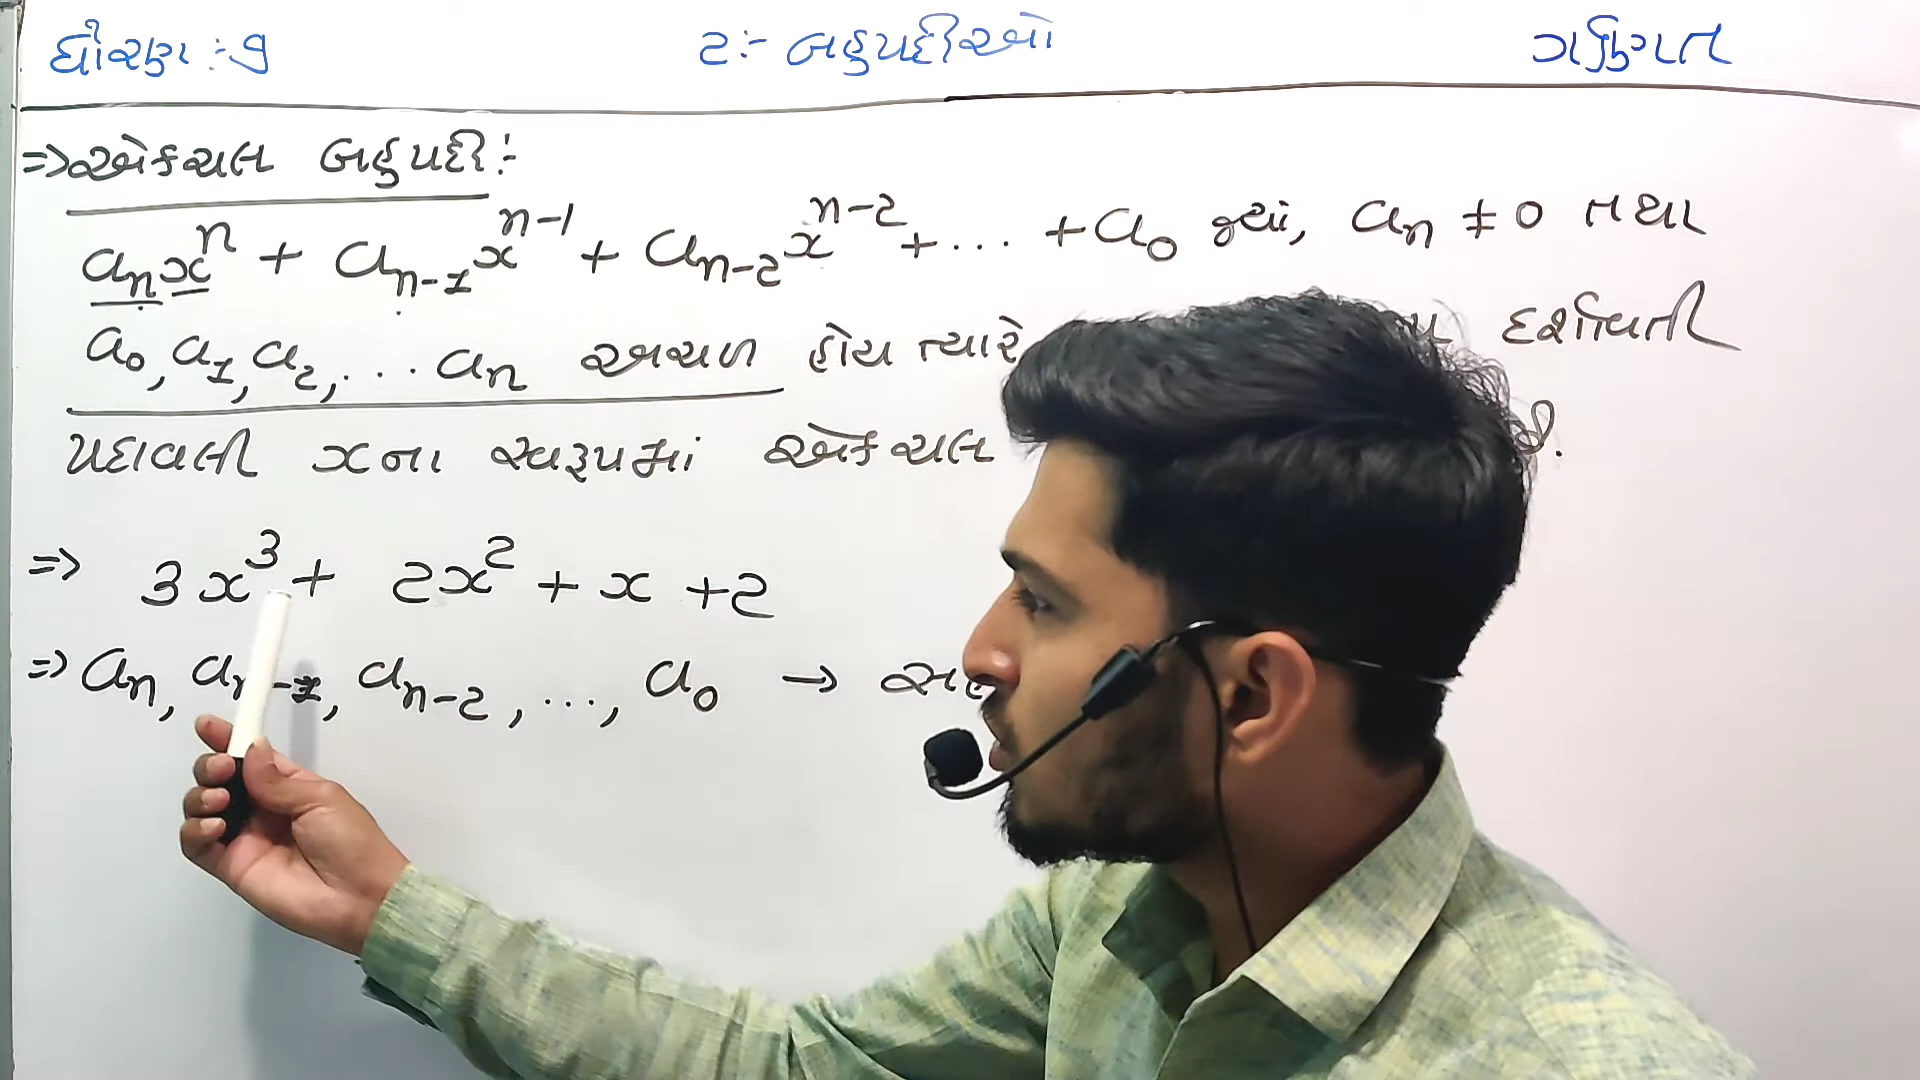 ધોરણ :- 9
2:- બહુપદીઓ
ગણિત
=> એકચલ બહુપદી :-
aₙxⁿ + aₙ₋₁xⁿ⁻¹ + aₙ₋₂xⁿ⁻² + ... + a₀ જ્યાં, aₙ ≠ 0 તથા
a₀, a₁, a₂, ... aₙ અચળ હોય ત્યારે દર્શાવતી
પદાવલી x ના સ્વરૂપમાં એકચલ છે.
=> 3x³ + 2x² + x + 2
=> aₙ, aₙ₋₁, aₙ₋₂, ..., a₀ →